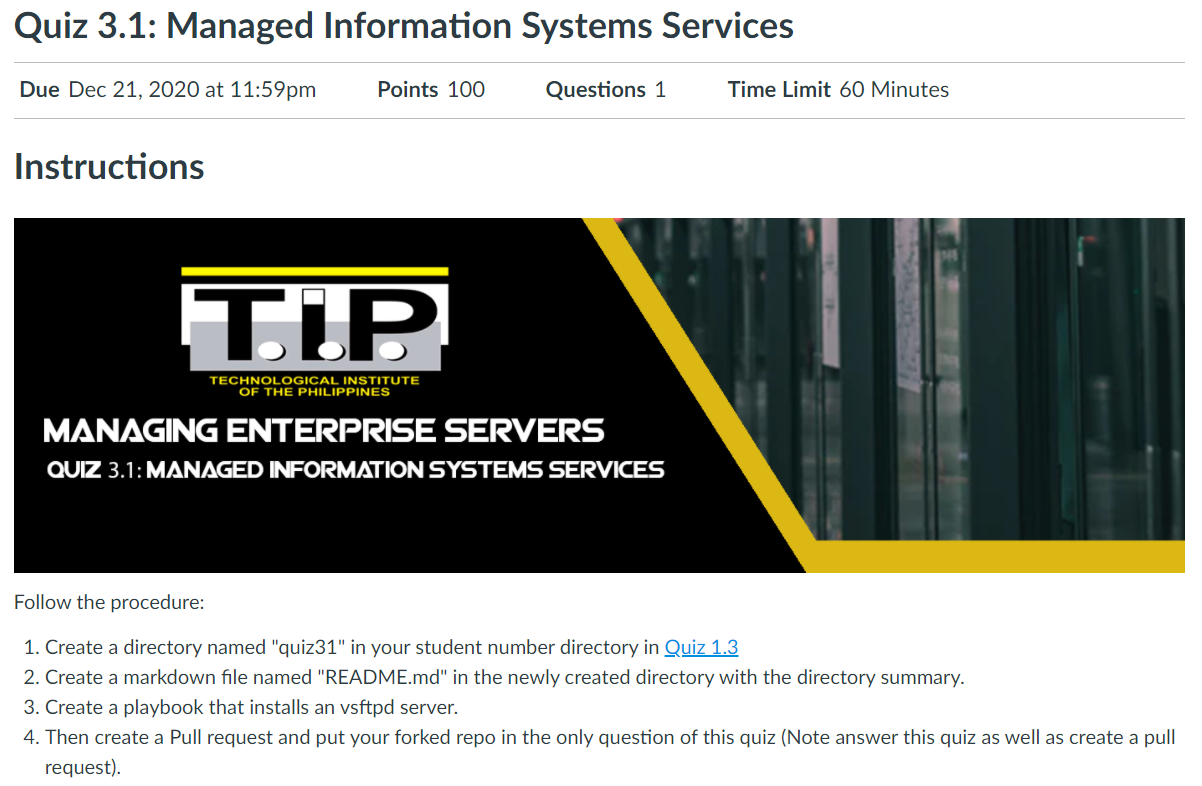 Quiz 3.1: Managed Information Systems Services
Due Dec 21, 2020 at 11:59pm Points 100 Questions 1 Time Limit 60 Minutes
Instructions
T.I.P.
TECHNOLOGICAL INSTITUTE
OF THE PHILIPPINES
MANAGING ENTERPRISE SERVERS
QUIZ 3.1: MANAGED INFORMATION SYSTEMS SERVICES
Follow the procedure:
1. Create a directory named "quiz31" in your student number directory in Quiz 1.3
2. Create a markdown file named "README.md" in the newly created directory with the directory summary.
3. Create a playbook that installs an vsftpd server.
4. Then create a Pull request and put your forked repo in the only question of this quiz (Note answer this quiz as well as create a pull
request).